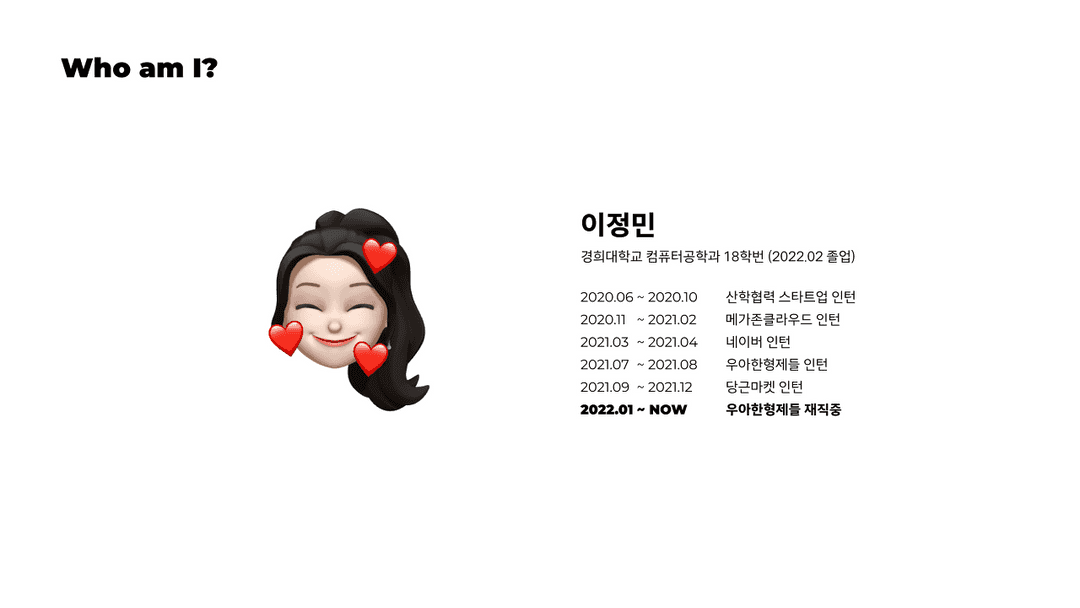 Who am I?
이정민
경희대학교 컴퓨터공학과 18학번 (2022.02 졸업)
2020.06 ~ 2020.10 산학협력 스타트업 인턴
2020.11 ~ 2021.02 메가존클라우드 인턴
2021.03 ~ 2021.04 네이버 인턴
2021.07 ~ 2021.08 우아한형제들 인턴
2021.09 ~ 2021.12 당근마켓 인턴
2022.01 ~ NOW 우아한형제들 재직중